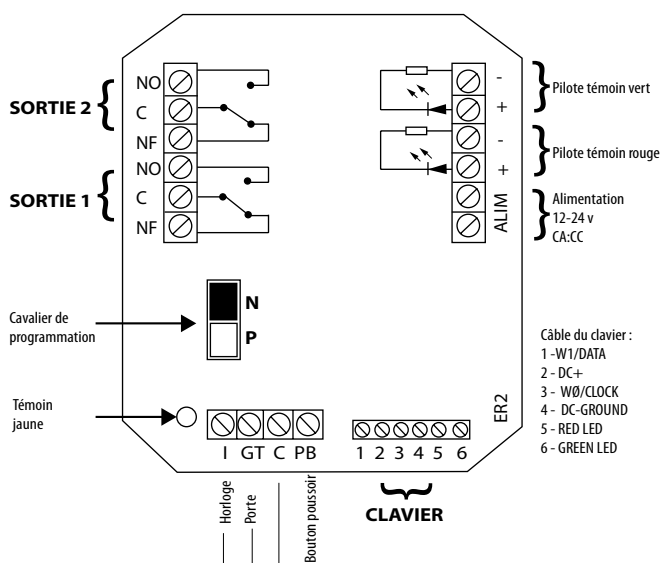 NO
SORTIE 2
C
NF
NO
SORTIE 1
C
NF
-
Pilote témoin vert
+
-
Pilote témoin rouge
+
ALIM
Alimentation
12-24 v
CA:CC
Cavalier de
programmation
N
P
Câble du clavier :
1 -W1/DATA
2 - DC+
3 - WØ/CLOCK
4 - DC-GROUND
5 - RED LED
6 - GREEN LED
Témoin
jaune
ER2
I GT C PB
1 2 3 4 5 6
CLAVIER
Horloge
Porte
Bouton poussoir